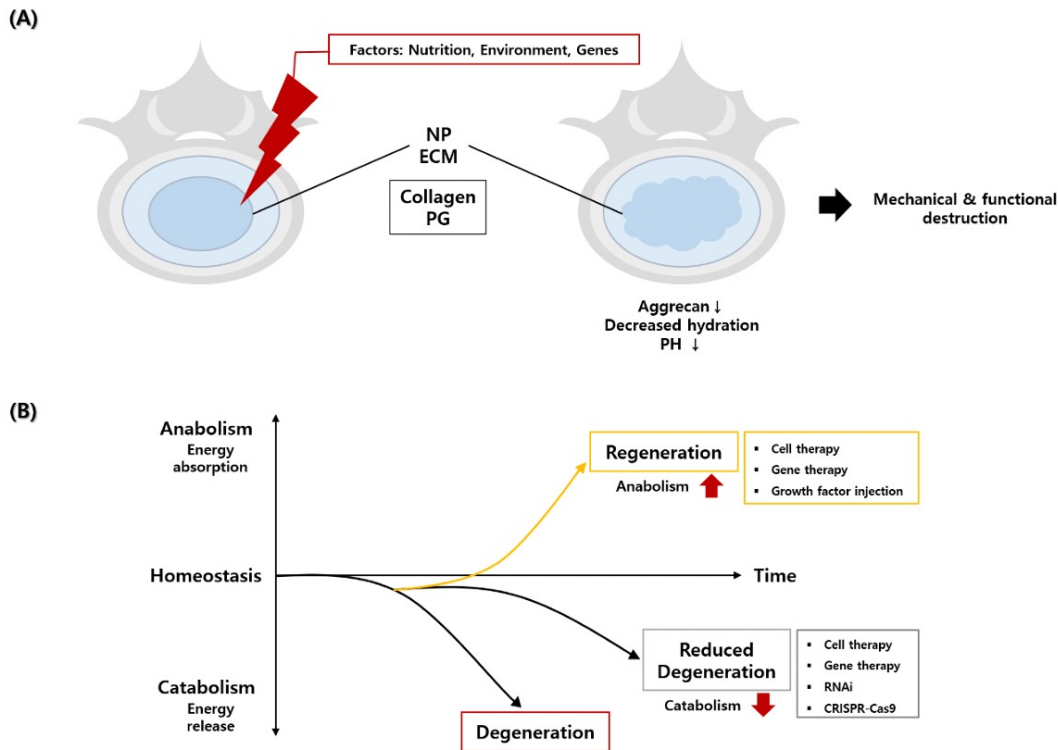 (A)
Factors: Nutrition, Environment, Genes
NP
ECM
Collagen
PG
Mechanical & functional
destruction
Aggrecan ↓
Decreased hydration
PH ↓
(B)
Anabolism
Energy
absorption
Regeneration
Anabolism
▪ Cell therapy
▪ Gene therapy
▪ Growth factor injection
Homeostasis
Time
Reduced
Degeneration
Catabolism
▪ Cell therapy
▪ Gene therapy
▪ RNAi
▪ CRISPR-Cas9
Catabolism
Energy
release
Degeneration